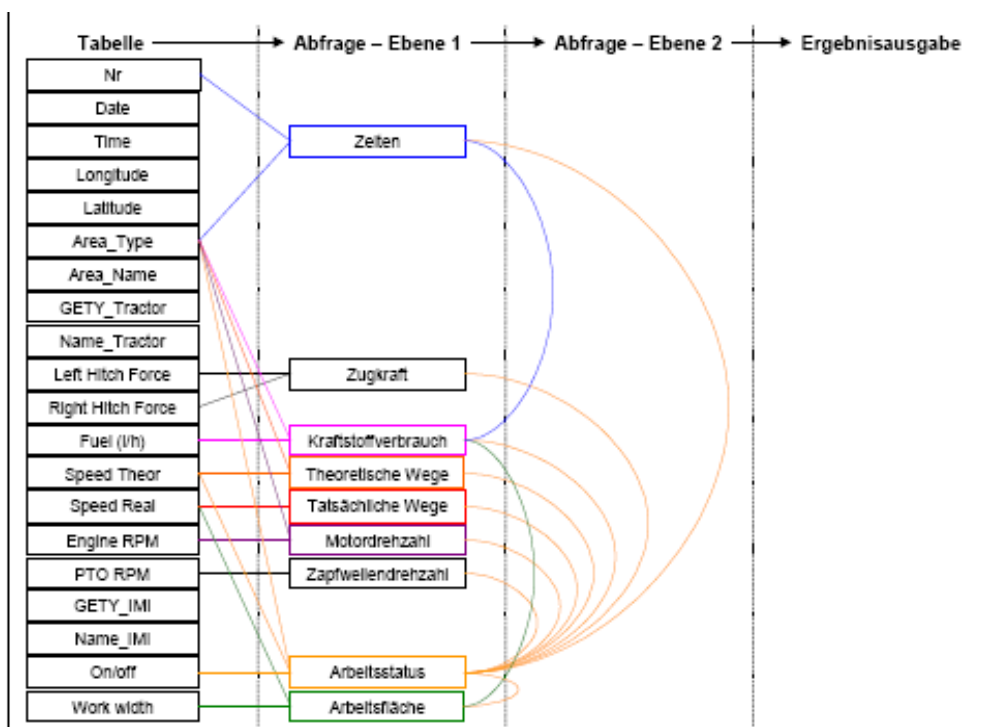 Tabelle Abfrage – Ebene 1 Abfrage – Ebene 2 Ergebnisausgabe
Nr
Date
Time Zeiten
Longitude
Latitude
Area_Type
Area_Name
GETY_Tractor
Name_Tractor
Left Hitch Force Zugkraft
Right Hitch Force
Fuel (l/h) Kraftstoffverbrauch
Speed Theor Theoretische Wege
Speed Real Tatsächliche Wege
Engine RPM Motordrehzahl
PTO RPM Zapfwellendrehzahl
GETY_IMI
Name_IMI
On/off Arbeitsstatus
Work width Arbeitsfläche